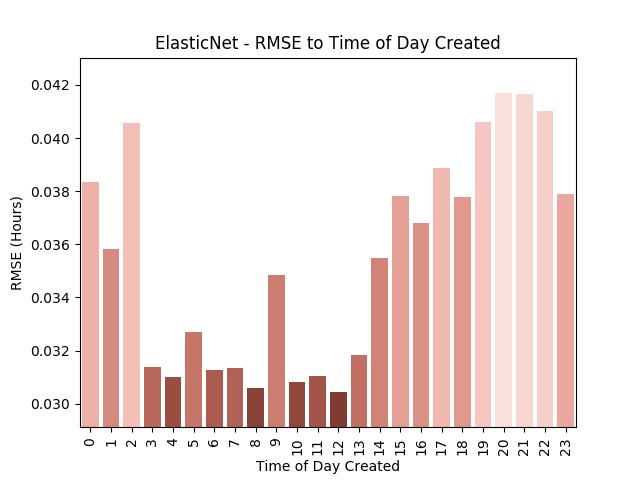 ElasticNet - RMSE to Time of Day Created
RMSE (Hours)
0.042
0.040
0.038
0.036
0.034
0.032
0.030
0 1 2 3 4 5 6 7 8 9 10 11 12 13 14 15 16 17 18 19 20 21 22 23
Time of Day Created